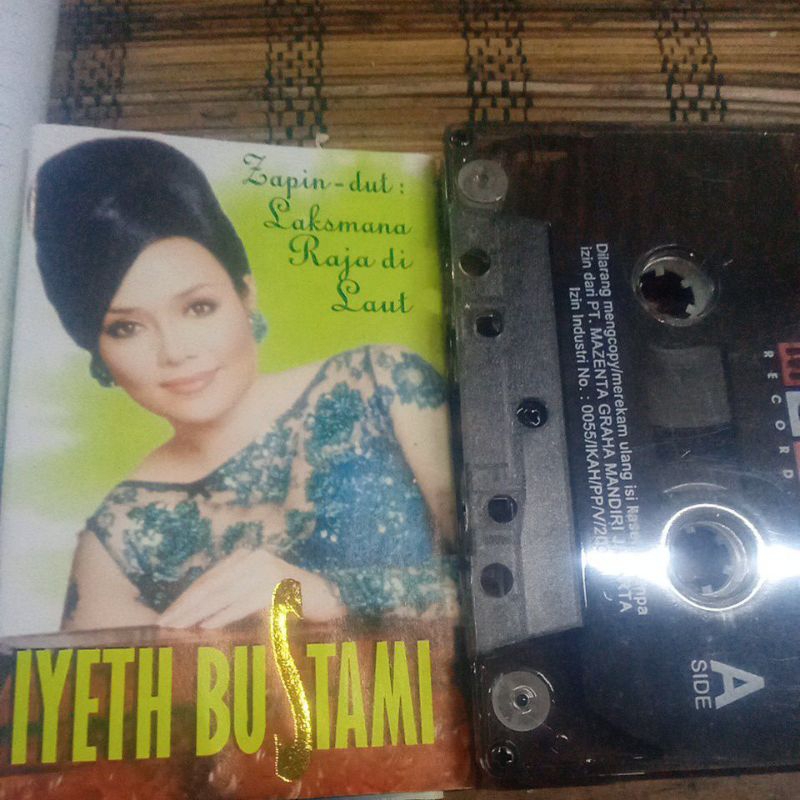 Zapin-dut :
Laksmana
Raja di
Laut
IYETH BUSTAMI
Dilarang mengcopy/merekam ulang isi
izin dari PT. MAZENTA GRAHA MANDIRI
Izin Industri No. : 0055/IKAH/PP/V/
RECORD
A
SIDE